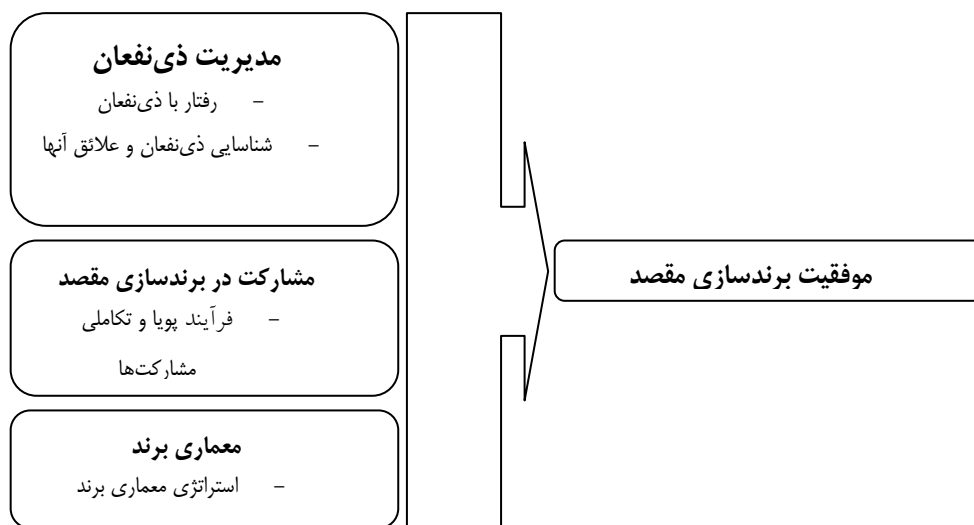 مدیریت ذی‌نفعان
- رفتار با ذی‌نفعان
- شناسایی ذی‌نفعان و علائق آنها
مشارکت در برندسازی مقصد
- فرآیند پویا و تکاملی
مشارکت‌ها
معماری برند
- استراتژی معماری برند
موفقیت برندسازی مقصد